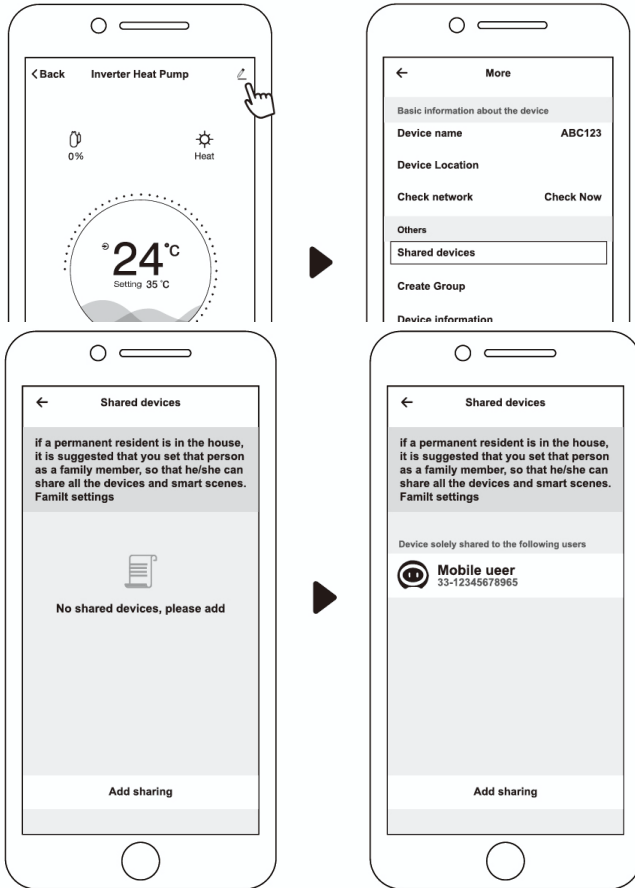 Back Inverter Heat Pump
0% Heat
24°C
Setting 35 °C
More
Basic information about the device
Device name ABC123
Device Location
Check network Check Now
Others
Shared devices
Create Group
Device information
Shared devices
if a permanent resident is in the house,
it is suggested that you set that person
as a family member, so that he/she can
share all the devices and smart scenes.
Familt settings
No shared devices, please add
Add sharing
Shared devices
if a permanent resident is in the house,
it is suggested that you set that person
as a family member, so that he/she can
share all the devices and smart scenes.
Familt settings
Device solely shared to the following users
Mobile ueer
33-12345678965
Add sharing